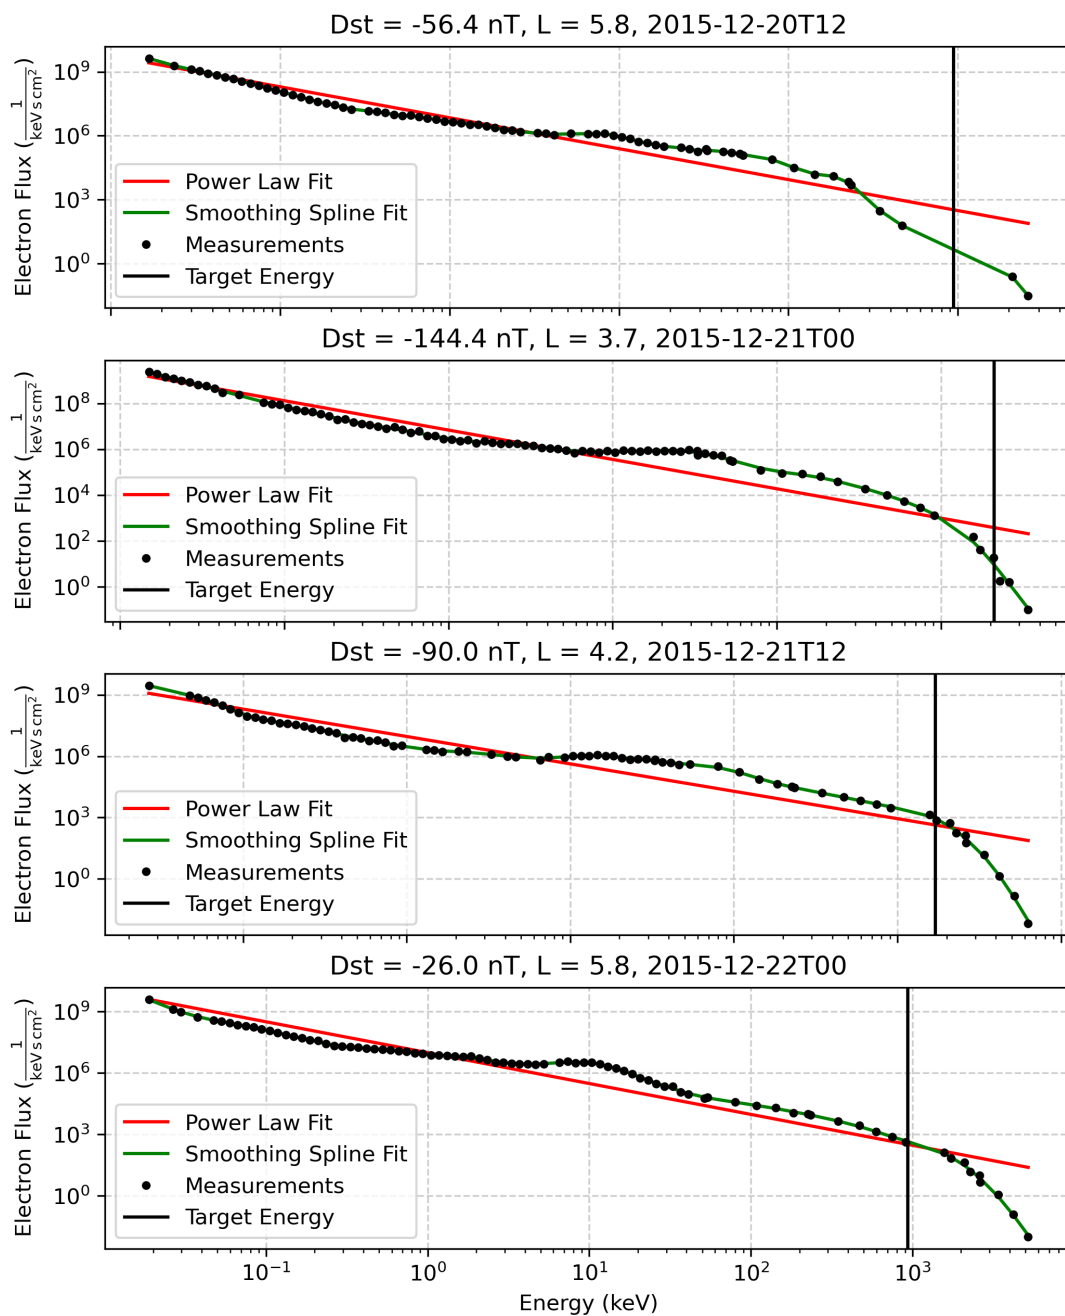 Dst = -56.4 nT, L = 5.8, 2015-12-20T12
Electron Flux (1/keV s cm²)
10⁹
10⁶
10³
10⁰
Power Law Fit
Smoothing Spline Fit
Measurements
Target Energy
Dst = -144.4 nT, L = 3.7, 2015-12-21T00
Electron Flux (1/keV s cm²)
10⁸
10⁶
10⁴
10²
10⁰
Power Law Fit
Smoothing Spline Fit
Measurements
Target Energy
Dst = -90.0 nT, L = 4.2, 2015-12-21T12
Electron Flux (1/keV s cm²)
10⁹
10⁶
10³
10⁰
Power Law Fit
Smoothing Spline Fit
Measurements
Target Energy
Dst = -26.0 nT, L = 5.8, 2015-12-22T00
Electron Flux (1/keV s cm²)
10⁹
10⁶
10³
10⁰
Power Law Fit
Smoothing Spline Fit
Measurements
Target Energy
10⁻¹ 10⁰ 10¹ 10² 10³
Energy (keV)